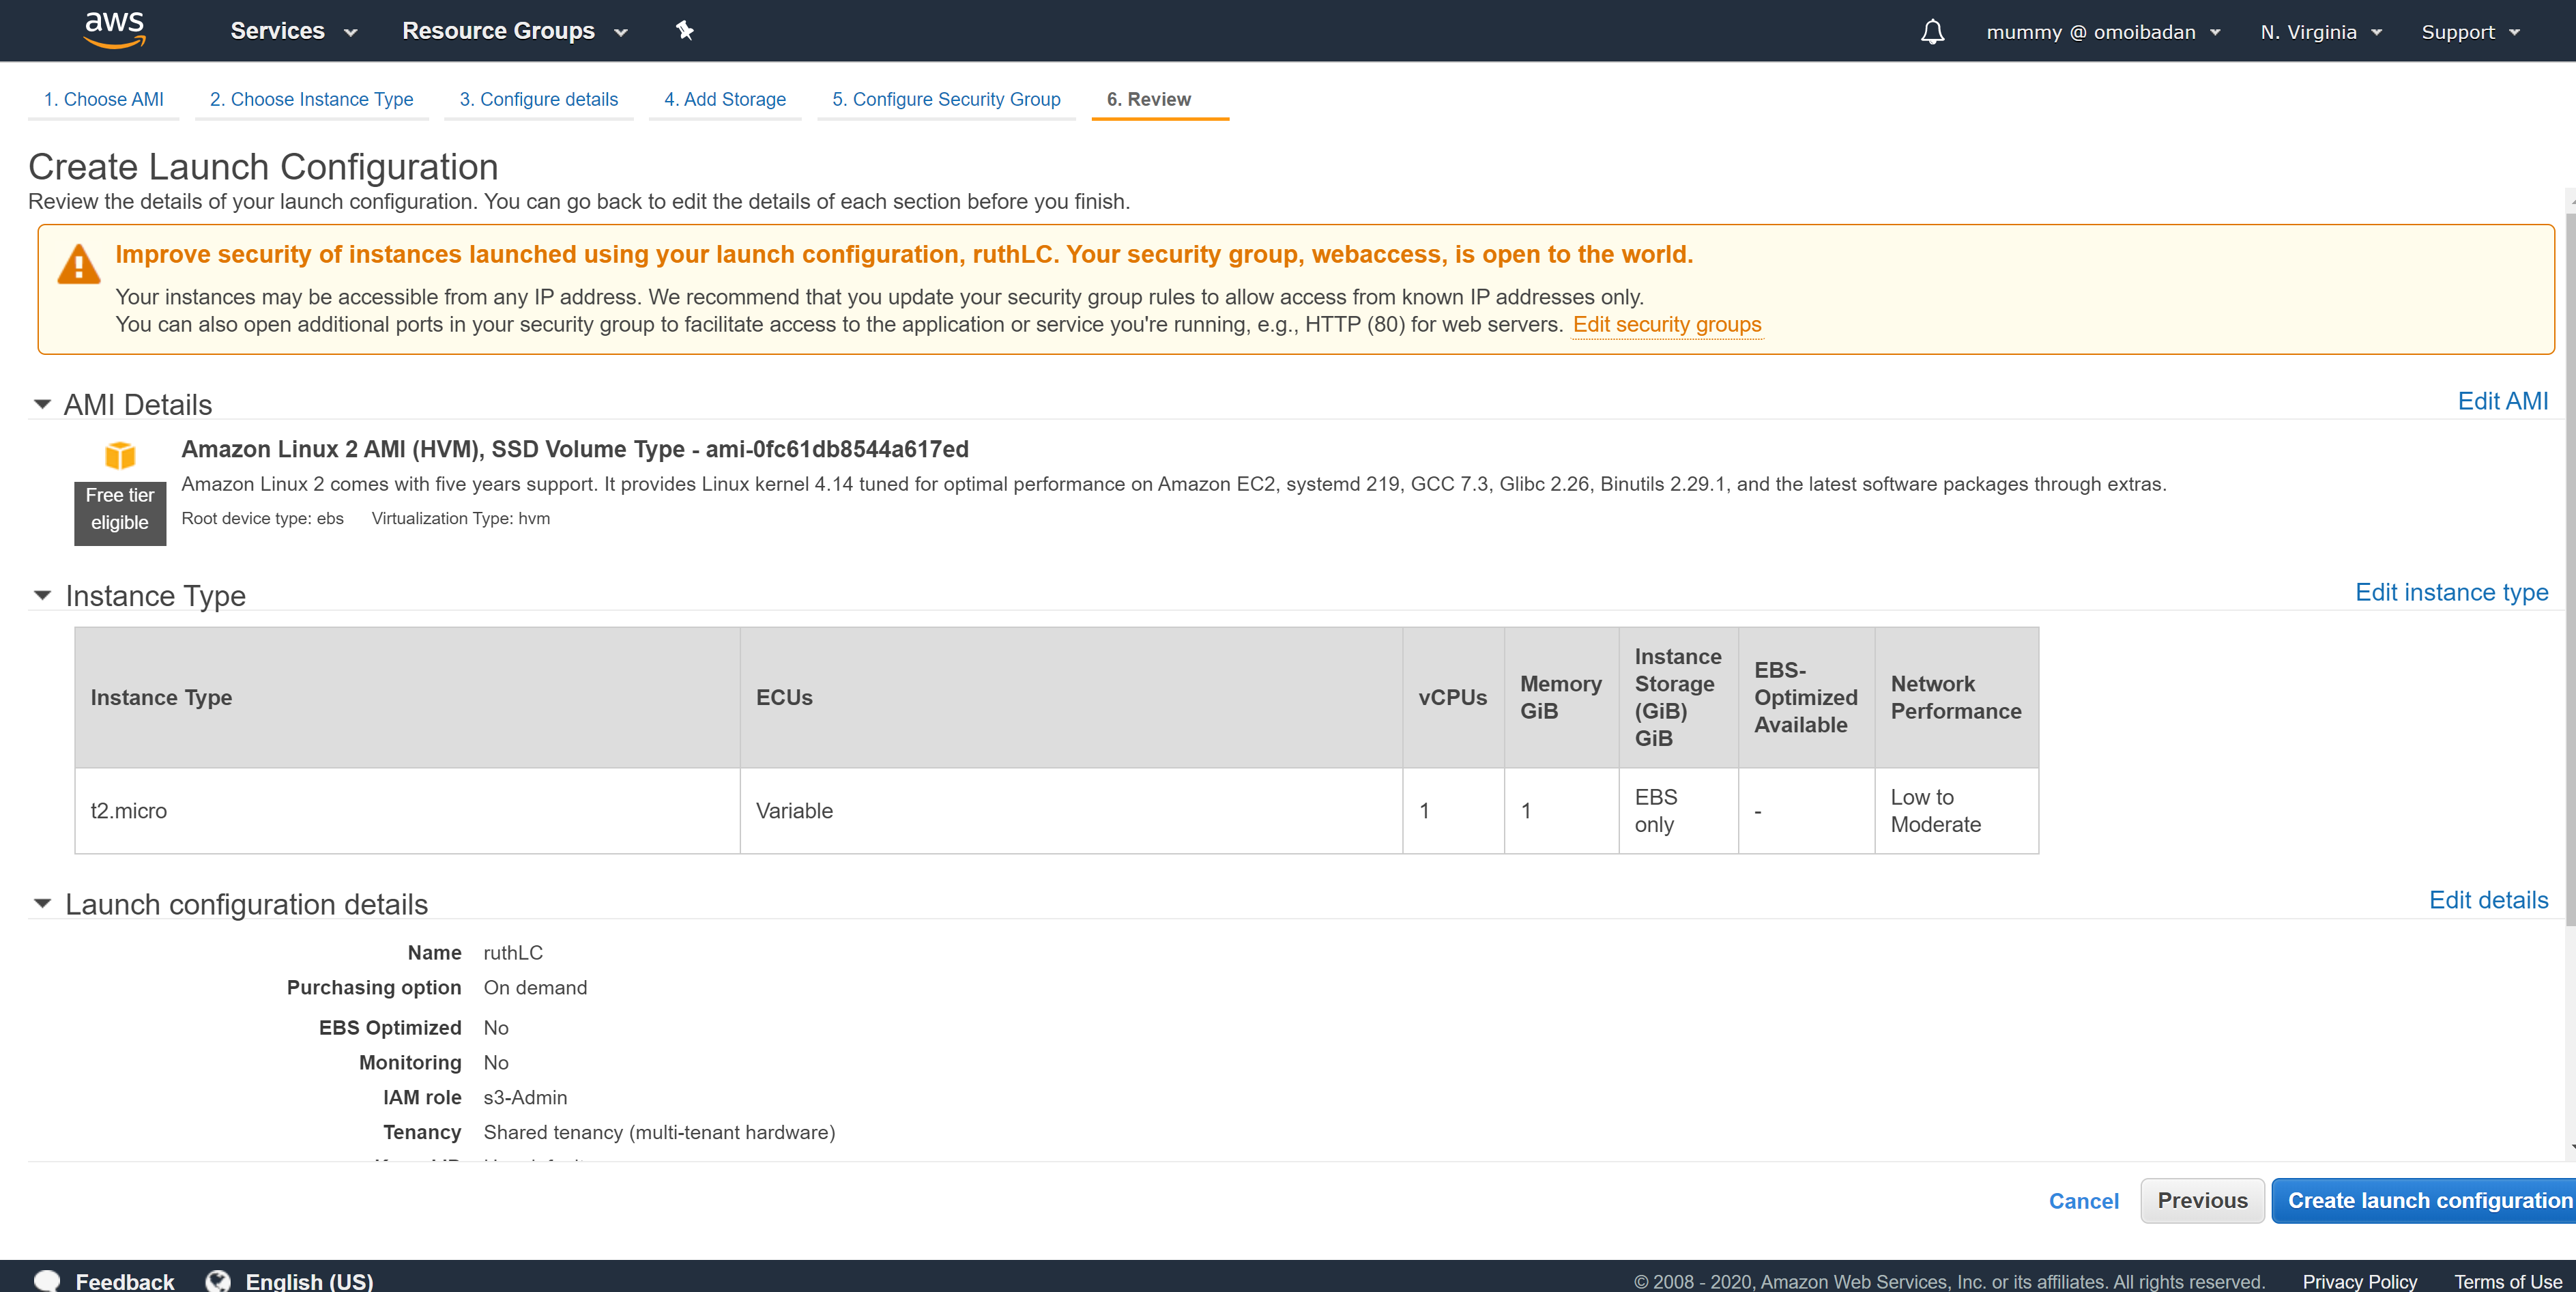 aws
Services
Resource Groups
mummy @ omoibadan
N. Virginia
Support
1. Choose AMI
2. Choose Instance Type
3. Configure details
4. Add Storage
5. Configure Security Group
6. Review
Create Launch Configuration
Review the details of your launch configuration. You can go back to edit the details of each section before you finish.
Improve security of instances launched using your launch configuration, ruthLC. Your security group, webaccess, is open to the world.
Your instances may be accessible from any IP address. We recommend that you update your security group rules to allow access from known IP addresses only.
You can also open additional ports in your security group to facilitate access to the application or service you're running, e.g., HTTP (80) for web servers. Edit security groups
AMI Details
Edit AMI
Amazon Linux 2 AMI (HVM), SSD Volume Type - ami-0fc61db8544a617ed
Free tier
eligible
Amazon Linux 2 comes with five years support. It provides Linux kernel 4.14 tuned for optimal performance on Amazon EC2, systemd 219, GCC 7.3, Glibc 2.26, Binutils 2.29.1, and the latest software packages through extras.
Root device type: ebs Virtualization Type: hvm
Instance Type
Edit instance type
Instance Type
ECUs
vCPUs
Memory
GiB
Instance
Storage
(GiB)
GiB
EBS-
Optimized
Available
Network
Performance
t2.micro
Variable
1
1
EBS
only
-
Low to
Moderate
Launch configuration details
Edit details
Name ruthLC
Purchasing option On demand
EBS Optimized No
Monitoring No
IAM role s3-Admin
Tenancy Shared tenancy (multi-tenant hardware)
Cancel
Previous
Create launch configuration
Feedback
English (US)
© 2008 - 2020, Amazon Web Services, Inc. or its affiliates. All rights reserved.
Privacy Policy
Terms of Use